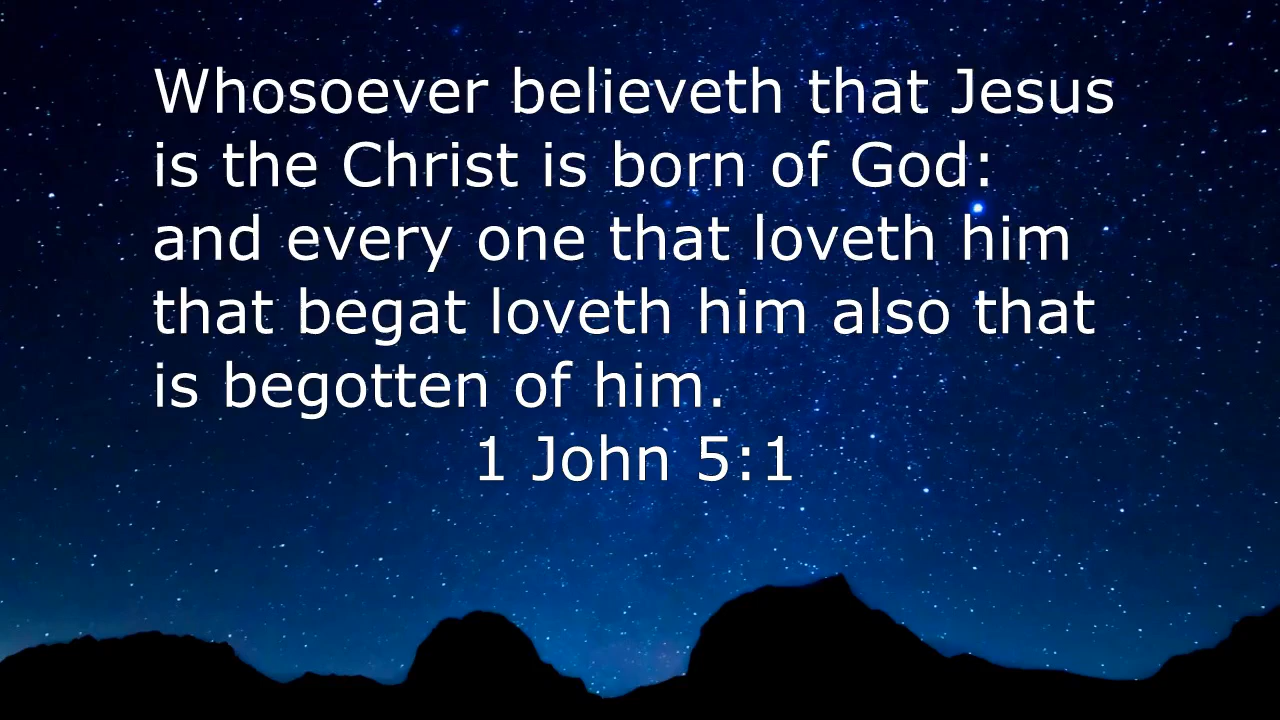 Whosoever believeth that Jesus
is the Christ is born of God:
and every one that loveth him
that begat loveth him also that
is begotten of him.
1 John 5:1